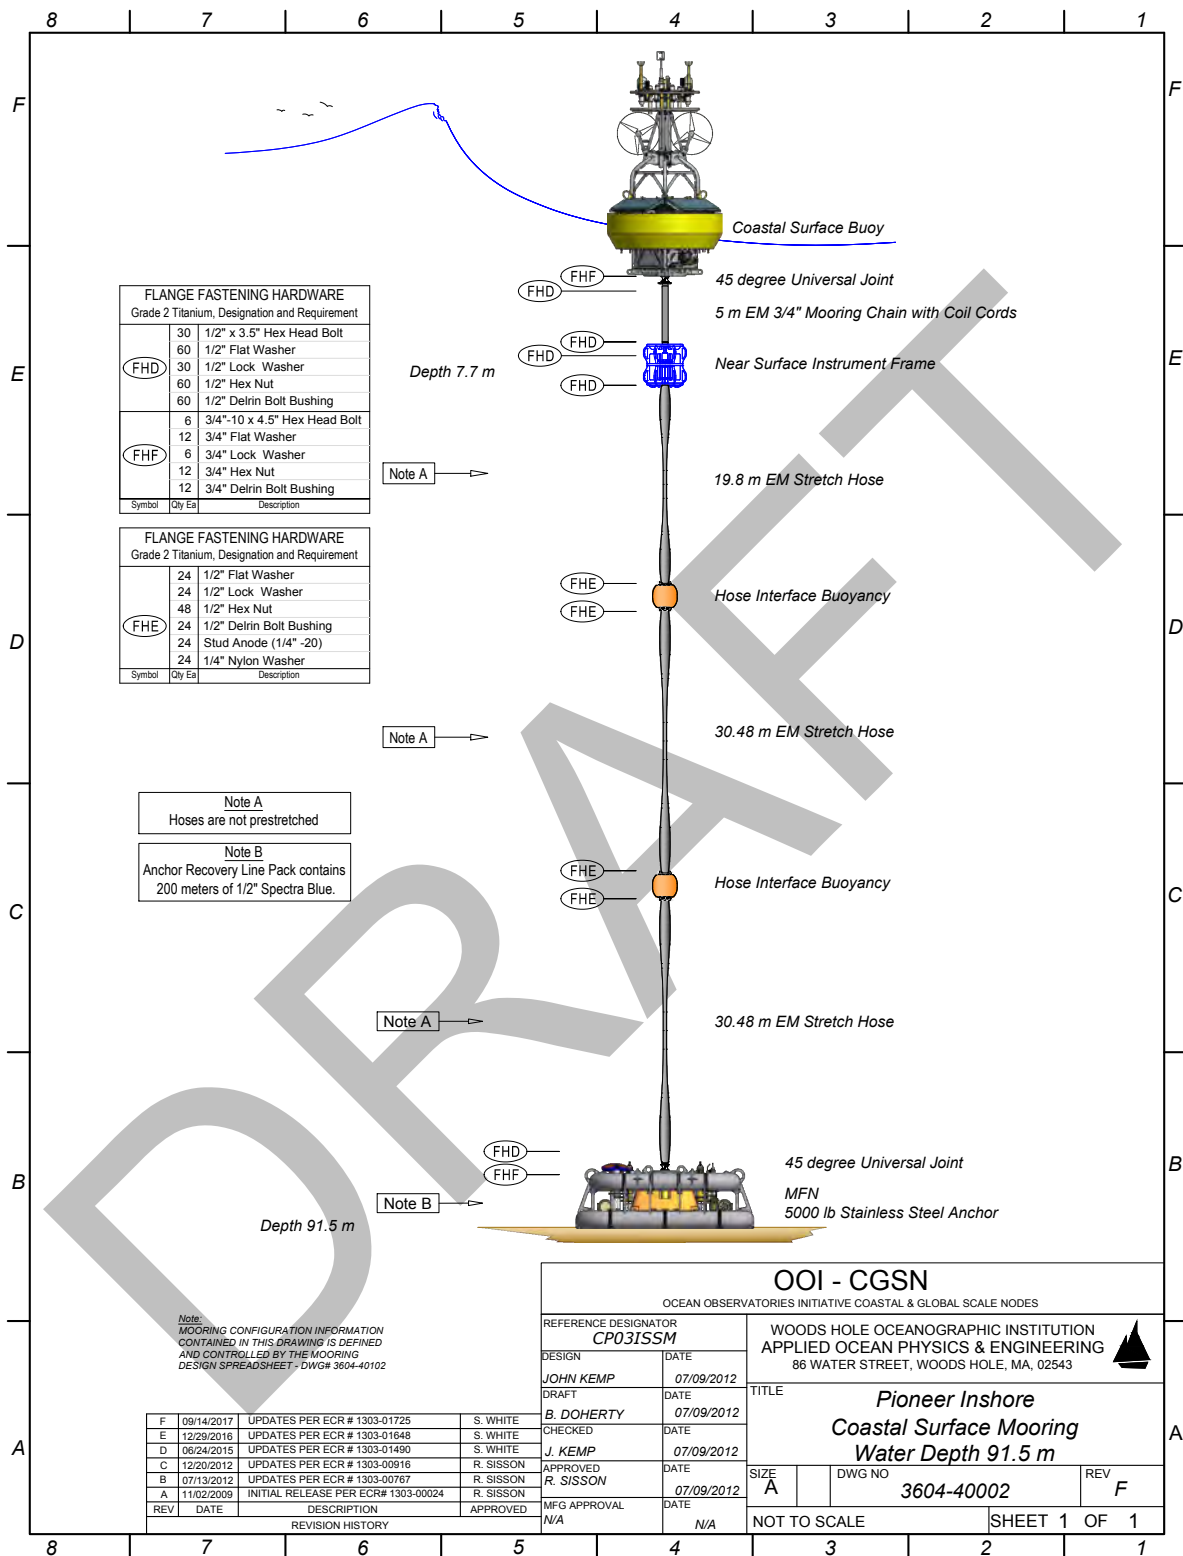 8 7 6 5 4 3 2 1
F F
Coastal Surface Buoy
FHF
FHD
45 degree Universal Joint
5 m EM 3/4" Mooring Chain with Coil Cords
FLANGE FASTENING HARDWARE
Grade 2 Titanium, Designation and Requirement
FHD
30 1/2" x 3.5" Hex Head Bolt
60 1/2" Flat Washer
30 1/2" Lock Washer
60 1/2" Hex Nut
60 1/2" Delrin Bolt Bushing
FHF
6 3/4"-10 x 4.5" Hex Head Bolt
12 3/4" Flat Washer
6 3/4" Lock Washer
12 3/4" Hex Nut
12 3/4" Delrin Bolt Bushing
Symbol Qty Ea Description
E E
FHD
FHD
FHD
Depth 7.7 m
Near Surface Instrument Frame
Note A
19.8 m EM Stretch Hose
FLANGE FASTENING HARDWARE
Grade 2 Titanium, Designation and Requirement
FHE
24 1/2" Flat Washer
24 1/2" Lock Washer
48 1/2" Hex Nut
24 1/2" Delrin Bolt Bushing
24 Stud Anode (1/4" -20)
24 1/4" Nylon Washer
Symbol Qty Ea Description
D D
FHE
FHE
Hose Interface Buoyancy
Note A
30.48 m EM Stretch Hose
Note A
Hoses are not prestretched
Note B
Anchor Recovery Line Pack contains
200 meters of 1/2" Spectra Blue.
C C
FHE
FHE
Hose Interface Buoyancy
Note A
30.48 m EM Stretch Hose
DRAFT
B B
FHD
FHF
45 degree Universal Joint
Note B
MFN
5000 lb Stainless Steel Anchor
Depth 91.5 m
Note:
MOORING CONFIGURATION INFORMATION
CONTAINED IN THIS DRAWING IS DEFINED
AND CONTROLLED BY THE MOORING
DESIGN SPREADSHEET - DWG# 3604-40102
OOI - CGSN
OCEAN OBSERVATORIES INITIATIVE COASTAL & GLOBAL SCALE NODES
REFERENCE DESIGNATOR
CP03ISSM
DESIGN DATE
JOHN KEMP 07/09/2012
DRAFT DATE
B. DOHERTY 07/09/2012
CHECKED DATE
J. KEMP 07/09/2012
APPROVED DATE
R. SISSON 07/09/2012
MFG APPROVAL DATE
N/A N/A
WOODS HOLE OCEANOGRAPHIC INSTITUTION
APPLIED OCEAN PHYSICS & ENGINEERING
86 WATER STREET, WOODS HOLE, MA, 02543
TITLE
Pioneer Inshore
Coastal Surface Mooring
Water Depth 91.5 m
SIZE DWG NO REV
A 3604-40002 F
NOT TO SCALE SHEET 1 OF 1
A A
F 09/14/2017 UPDATES PER ECR # 1303-01725 S. WHITE
E 12/29/2016 UPDATES PER ECR # 1303-01648 S. WHITE
D 06/24/2015 UPDATES PER ECR # 1303-01490 S. WHITE
C 12/20/2012 UPDATES PER ECR # 1303-00916 R. SISSON
B 07/13/2012 UPDATES PER ECR # 1303-00767 R. SISSON
A 11/02/2009 INITIAL RELEASE PER ECR# 1303-00024 R. SISSON
REV DATE DESCRIPTION APPROVED
REVISION HISTORY
8 7 6 5 4 3 2 1